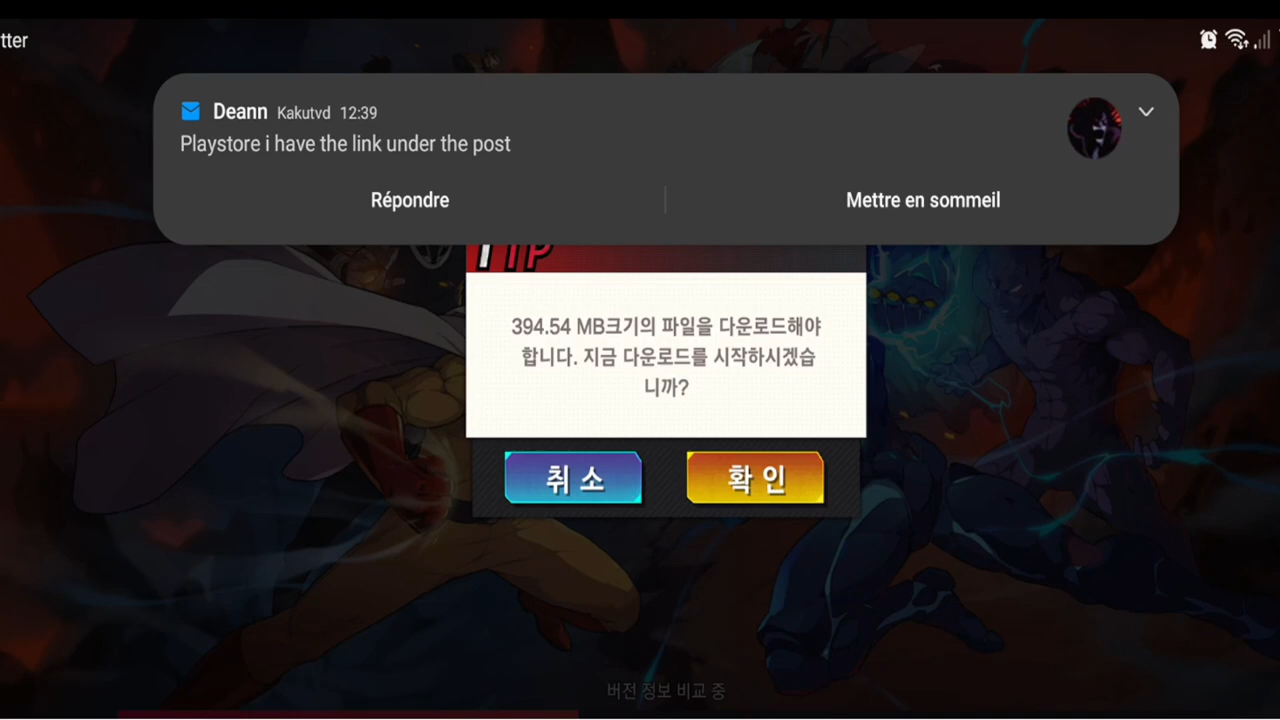 tter
Deann Kakutvd 12:39
Playstore i have the link under the post
Répondre
Mettre en sommeil
TIP
394.54 MB크기의 파일을 다운로드해야
합니다. 지금 다운로드를 시작하시겠습
니까?
취소
확인
버전 정보 비교 중